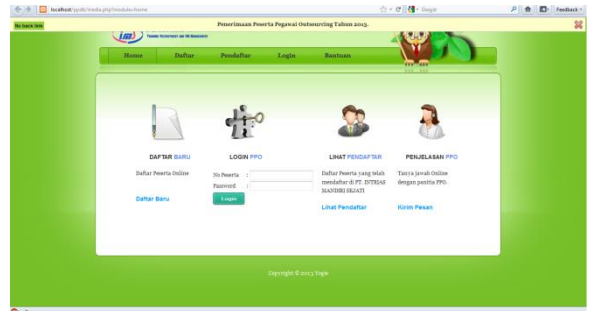 localhost/ppdb/media.php?module=home
Google
Feedback
No back link
Penerimaan Peserta Pegawai Outsourcing Tahun 2013.
Home Daftar Pendaftar Login Bantuan
DAFTAR BARU
Daftar Peserta Online
Daftar Baru
LOGIN PPO
No Peserta :
Password :
Login
LIHAT PENDAFTAR
Daftar Peserta yang telah
mendaftar di PT. INTRIAS
MANDIRI SEJATI
Lihat Pendaftar
PENJELASAN PPO
Tanya jawab Online
dengan panitia PPO.
Kirim Pesan
Copyright © 2013 Yogie